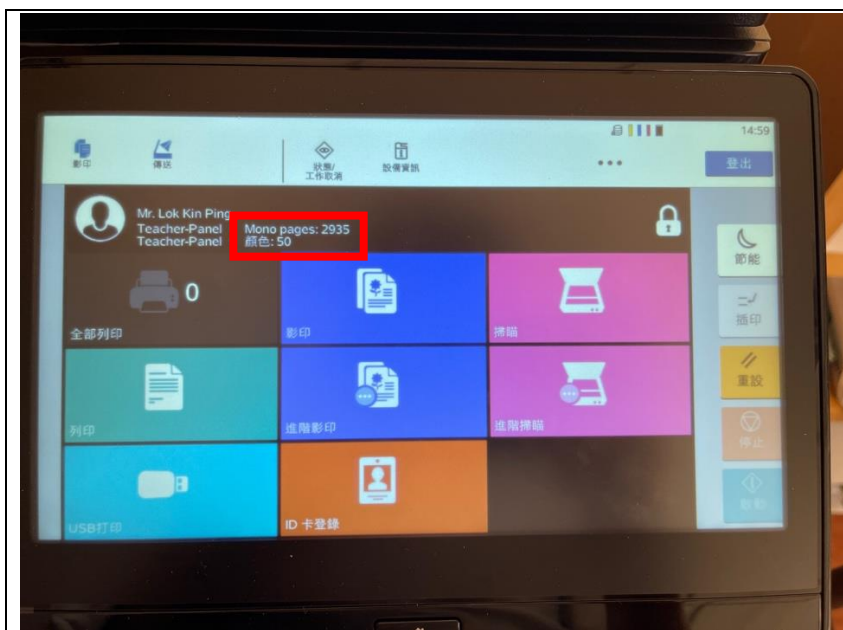 14:59
影印
傳送
狀態/
工作取消
設備資訊
登出
Mr. Lok Kin Ping
Teacher-Panel
Teacher-Panel
Mono pages: 2935
顏色: 50
節能
0
全部列印
影印
掃瞄
插印
重設
列印
進階影印
進階掃瞄
停止
USB打印
ID 卡登錄
啟動